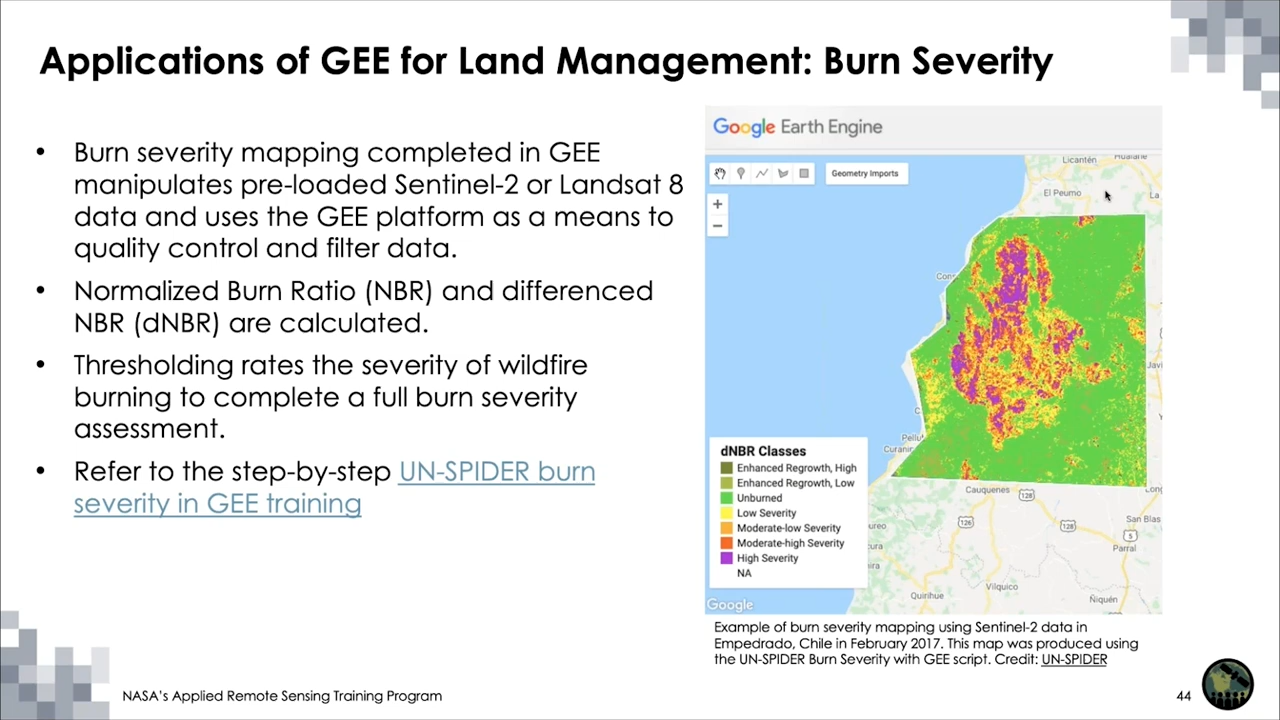 Applications of GEE for Land Management: Burn Severity
• Burn severity mapping completed in GEE
manipulates pre-loaded Sentinel-2 or Landsat 8
data and uses the GEE platform as a means to
quality control and filter data.
• Normalized Burn Ratio (NBR) and differenced
NBR (dNBR) are calculated.
• Thresholding rates the severity of wildfire
burning to complete a full burn severity
assessment.
• Refer to the step-by-step UN-SPIDER burn
severity in GEE training
Google Earth Engine
Geometry Imports
+
−
Licantén
El Peumo
La
Cons
Javi
C
Pellu
Curanir
Cauquenes
128
126
128
San Blas
5
Parral
Vilquico
Quirihue
Ñiquén
dNBR Classes
Enhanced Regrowth, High
Enhanced Regrowth, Low
Unburned
Low Severity
Moderate-low Severity
Moderate-high Severity
High Severity
NA
Google
Example of burn severity mapping using Sentinel-2 data in
Empedrado, Chile in February 2017. This map was produced using
the UN-SPIDER Burn Severity with GEE script. Credit: UN-SPIDER
NASA's Applied Remote Sensing Training Program
44